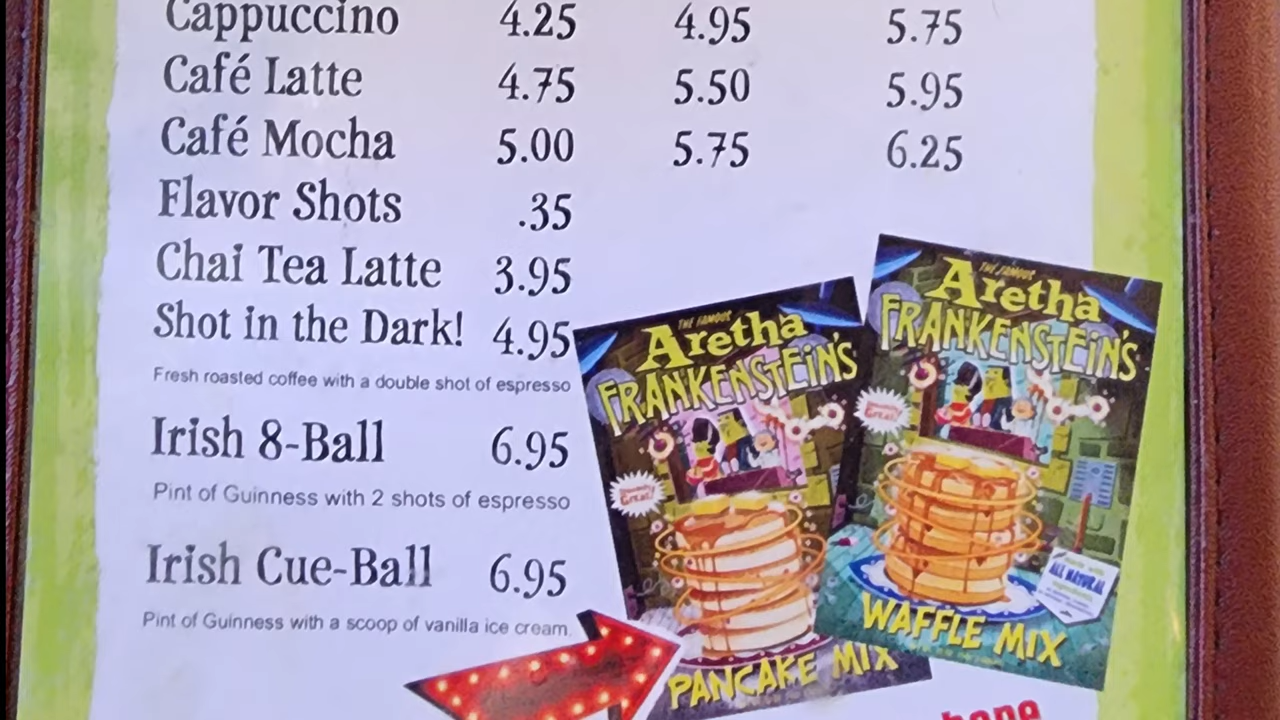 Cappuccino 4.25 4.95 5.75
Café Latte 4.75 5.50 5.95
Café Mocha 5.00 5.75 6.25
Flavor Shots .35
Chai Tea Latte 3.95
Shot in the Dark! 4.95
Fresh roasted coffee with a double shot of espresso
Irish 8-Ball 6.95
Pint of Guinness with 2 shots of espresso
Irish Cue-Ball 6.95
Pint of Guinness with a scoop of vanilla ice cream.
THE FAMOUS
Aretha
FRANKENSTEIN'S
Great!
PANCAKE MIX
THE FAMOUS
Aretha
FRANKENSTEIN'S
Great!
ALL NATURAL
WAFFLE MIX